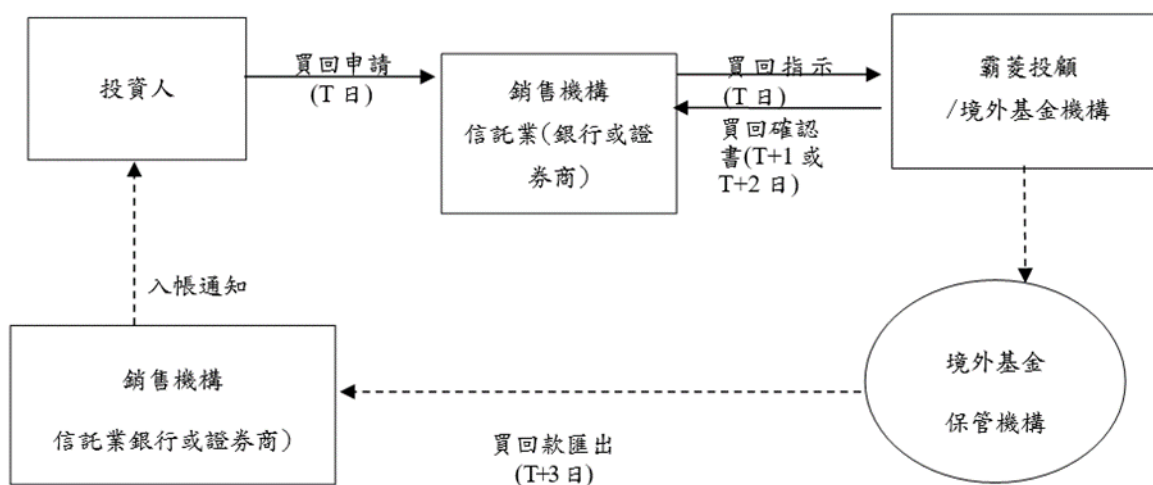 投資人
買回申請
(T 日)
銷售機構
信託業(銀行或證
券商)
買回指示
(T 日)
買回確認
書(T+1 或
T+2 日)
霸菱投顧
/境外基金機構
入帳通知
銷售機構
信託業銀行或證券商)
買回款匯出
(T+3 日)
境外基金
保管機構